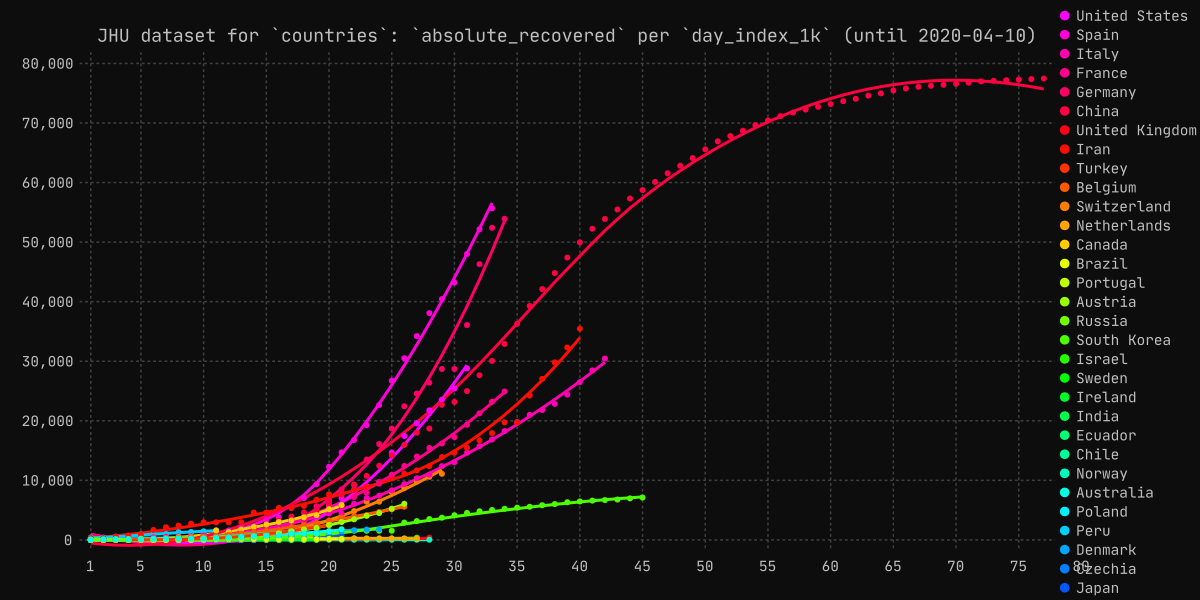 JHU dataset for `countries`: `absolute_recovered` per `day_index_1k` (until 2020-04-10)
80,000
70,000
60,000
50,000
40,000
30,000
20,000
10,000
0
1 5 10 15 20 25 30 35 40 45 50 55 60 65 70 75 80
United States
Spain
Italy
France
Germany
China
United Kingdom
Iran
Turkey
Belgium
Switzerland
Netherlands
Canada
Brazil
Portugal
Austria
Russia
South Korea
Israel
Sweden
Ireland
India
Ecuador
Chile
Norway
Australia
Poland
Peru
Denmark
Czechia
Japan